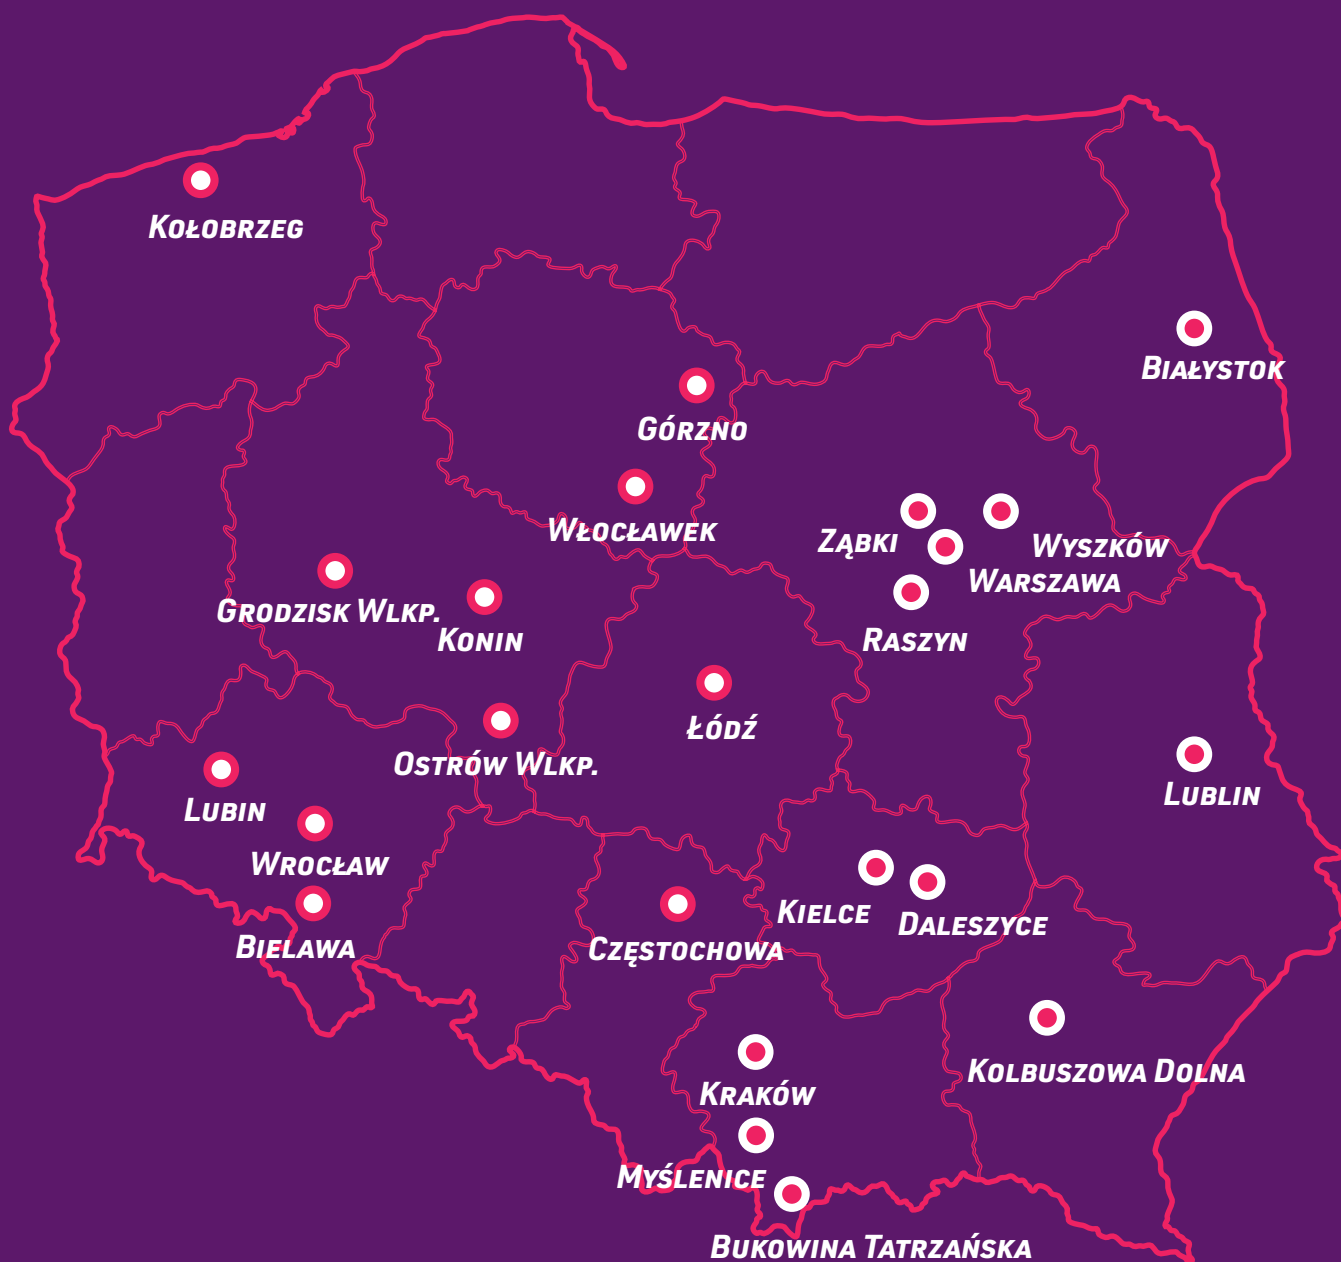 Kołobrzeg
Białystok
Górzno
Włocławek
Ząbki
Wyszków
Warszawa
Grodzisk Wlkp.
Konin
Raszyn
Łódź
Ostrów Wlkp.
Lubin
Lublin
Wrocław
Kielce
Daleszyce
Bielawa
Częstochowa
Kolbuszowa Dolna
Kraków
Myślenice
Bukowina Tatrzańska